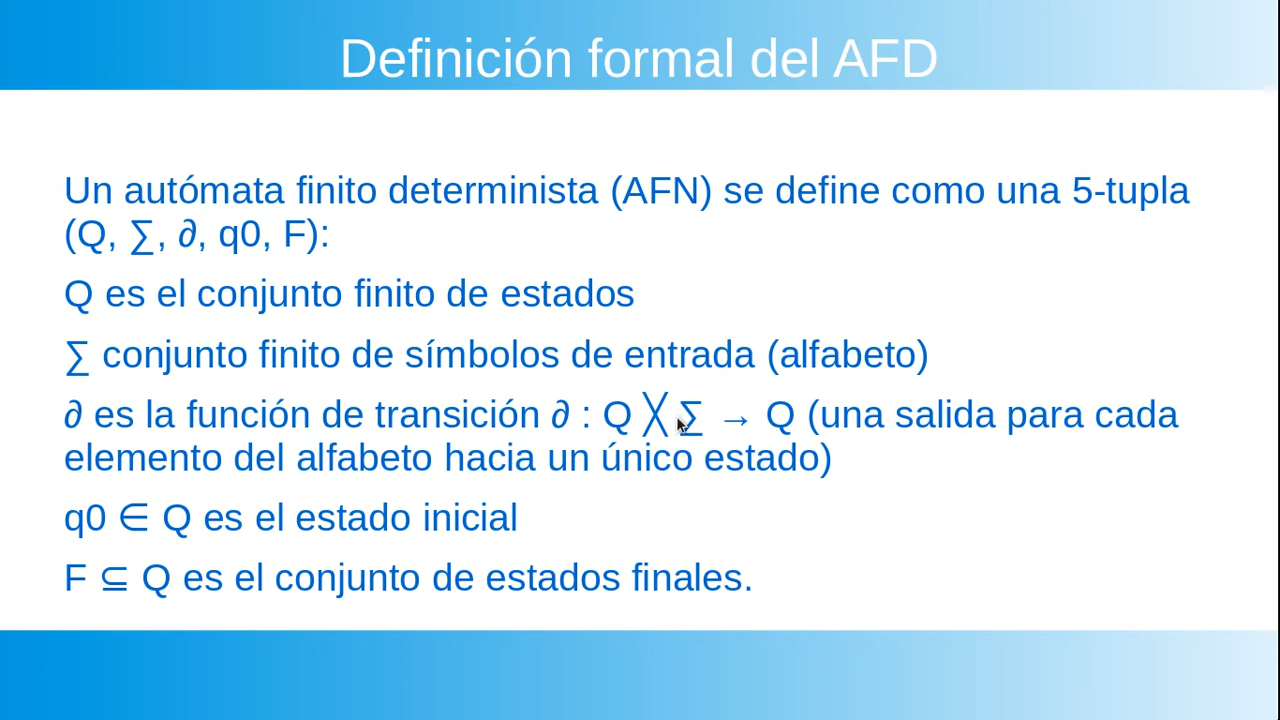 Definición formal del AFD
Un autómata finito determinista (AFN) se define como una 5-tupla
(Q, ∑, ∂, q0, F):
Q es el conjunto finito de estados
∑ conjunto finito de símbolos de entrada (alfabeto)
∂ es la función de transición ∂ : Q ╳ ∑ → Q (una salida para cada
elemento del alfabeto hacia un único estado)
q0 ∈ Q es el estado inicial
F ⊆ Q es el conjunto de estados finales.